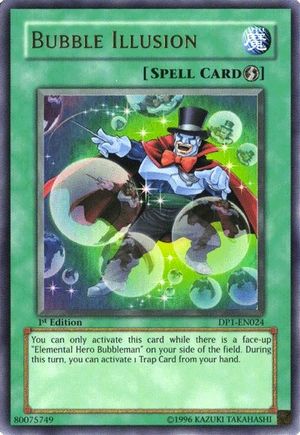 BUBBLE ILLUSION
[SPELL CARD]
1st Edition
DP1-EN024
You can only activate this card while there is a face-up
"Elemental Hero Bubbleman" on your side of the field. During
this turn, you can activate 1 Trap Card from your hand.
80075749
©1996 KAZUKI TAKAHASHI